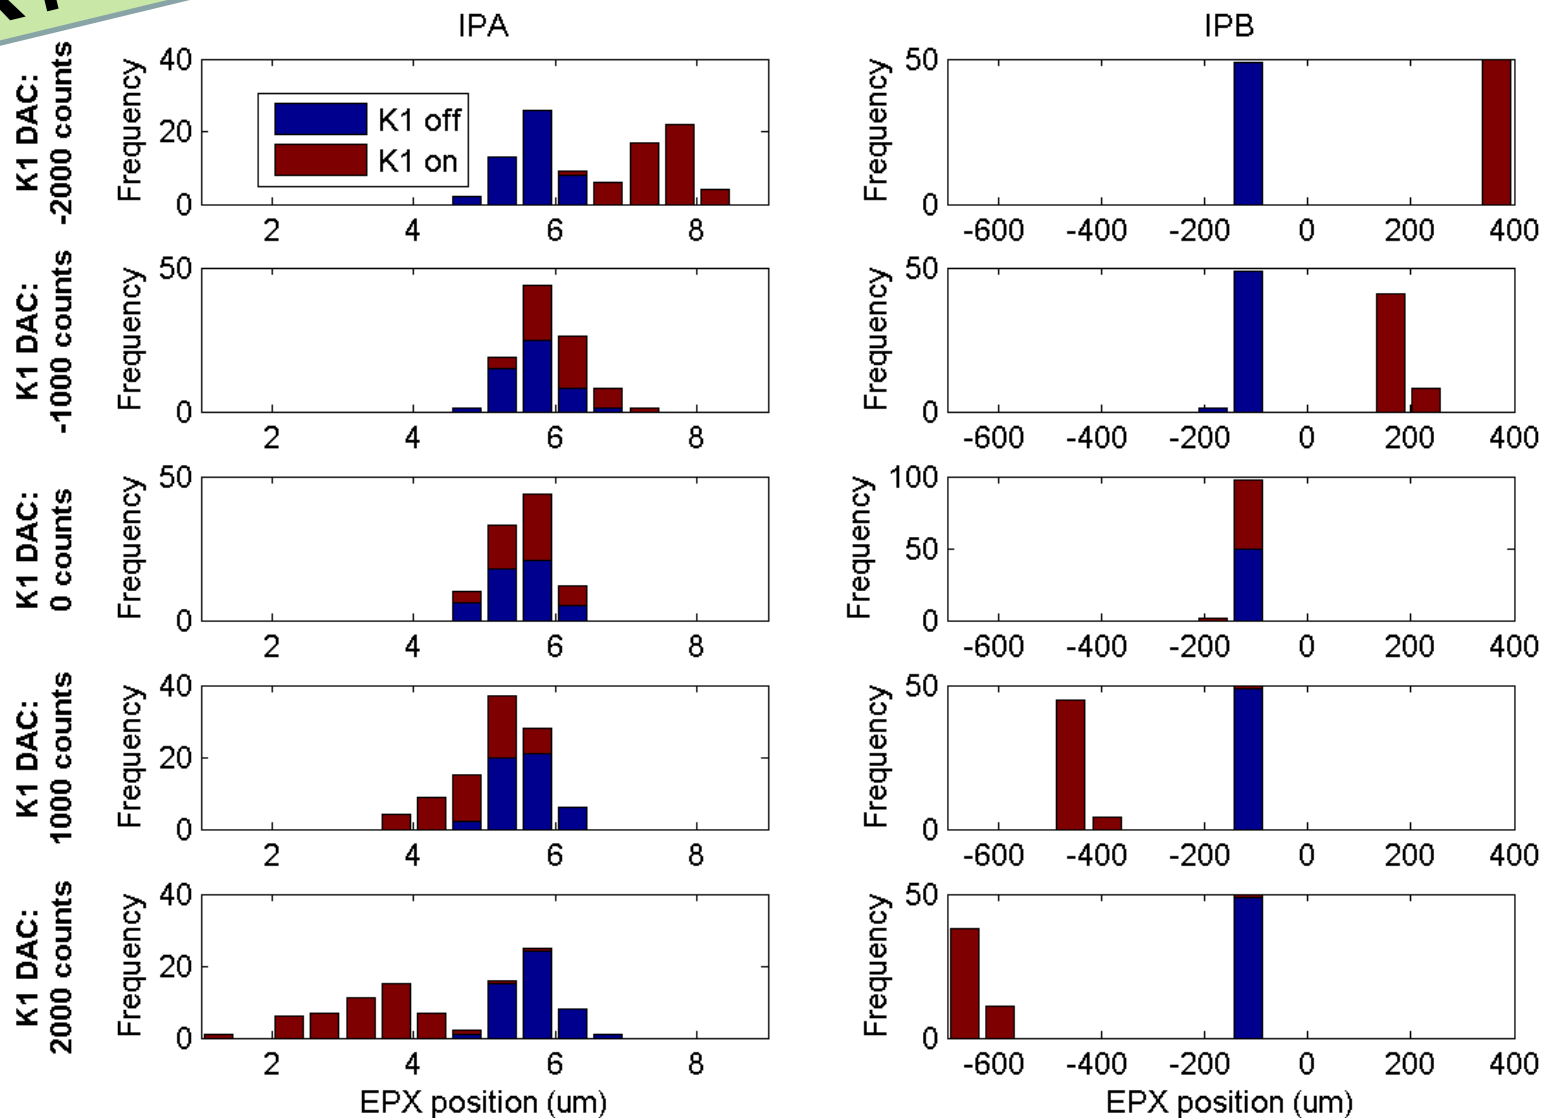 IPA
IPB
K1 DAC:
-2000 counts
Frequency
40
20
0
K1 off
K1 on
2 4 6 8
Frequency
50
0
-600 -400 -200 0 200 400
K1 DAC:
-1000 counts
Frequency
50
0
2 4 6 8
Frequency
50
0
-600 -400 -200 0 200 400
K1 DAC:
0 counts
Frequency
50
0
2 4 6 8
Frequency
100
50
0
-600 -400 -200 0 200 400
K1 DAC:
1000 counts
Frequency
40
20
0
2 4 6 8
Frequency
50
0
-600 -400 -200 0 200 400
K1 DAC:
2000 counts
Frequency
40
20
0
2 4 6 8
EPX position (um)
Frequency
50
0
-600 -400 -200 0 200 400
EPX position (um)